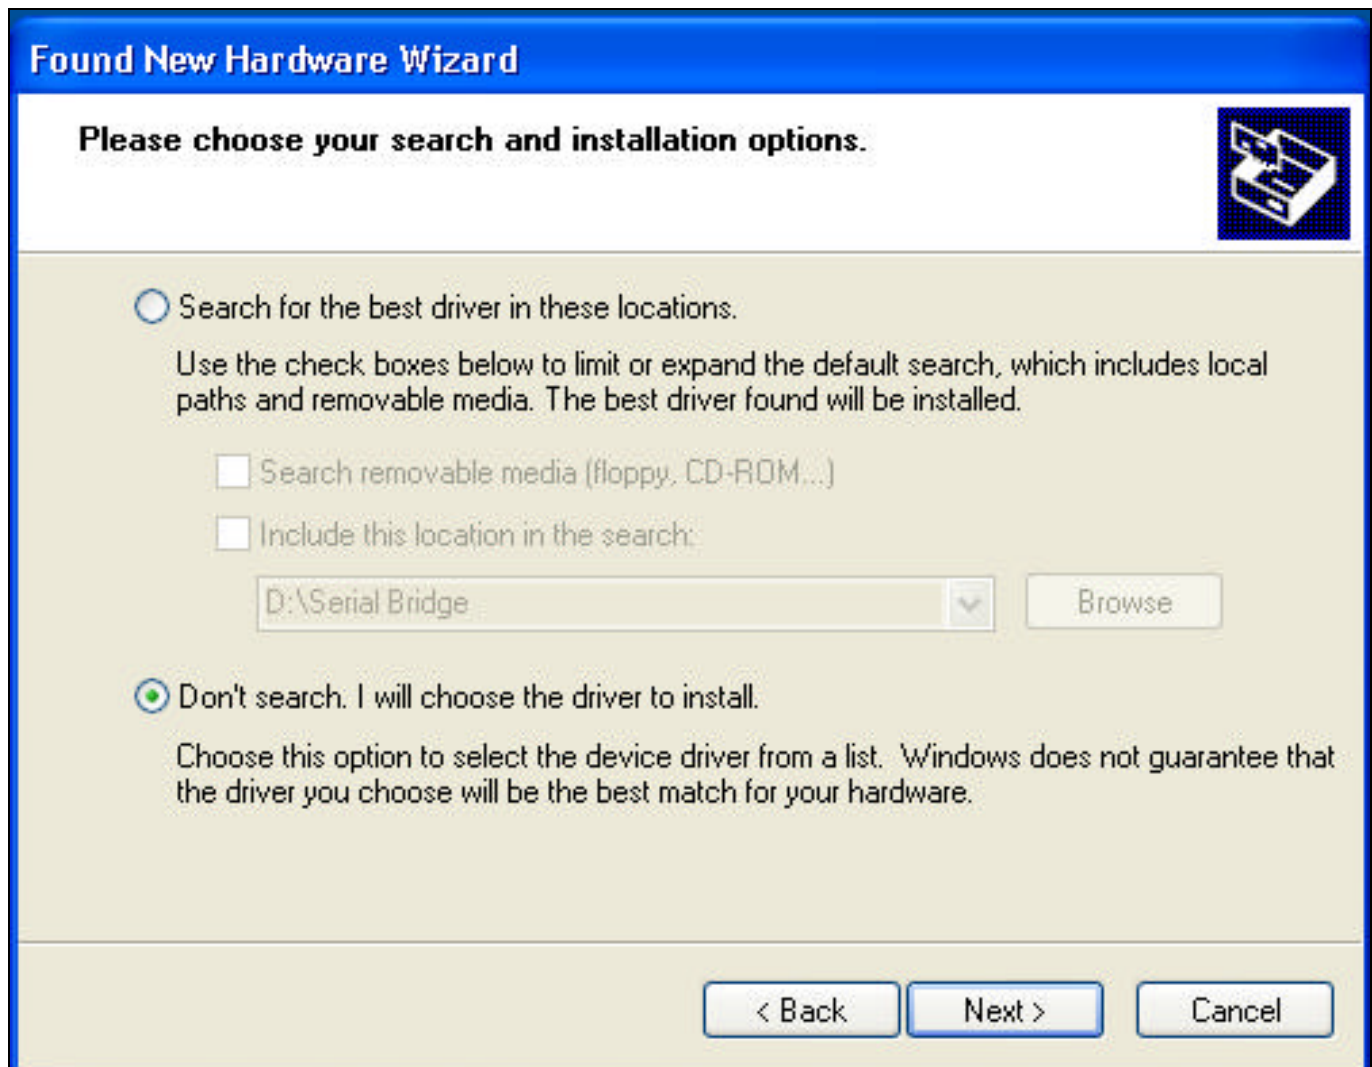 Found New Hardware Wizard
Please choose your search and installation options.
Search for the best driver in these locations.
Use the check boxes below to limit or expand the default search, which includes local
paths and removable media. The best driver found will be installed.
Search removable media (floppy, CD-ROM...)
Include this location in the search:
D:\Serial Bridge
Browse
Don't search. I will choose the driver to install.
Choose this option to select the device driver from a list. Windows does not guarantee that
the driver you choose will be the best match for your hardware.
< Back
Next >
Cancel